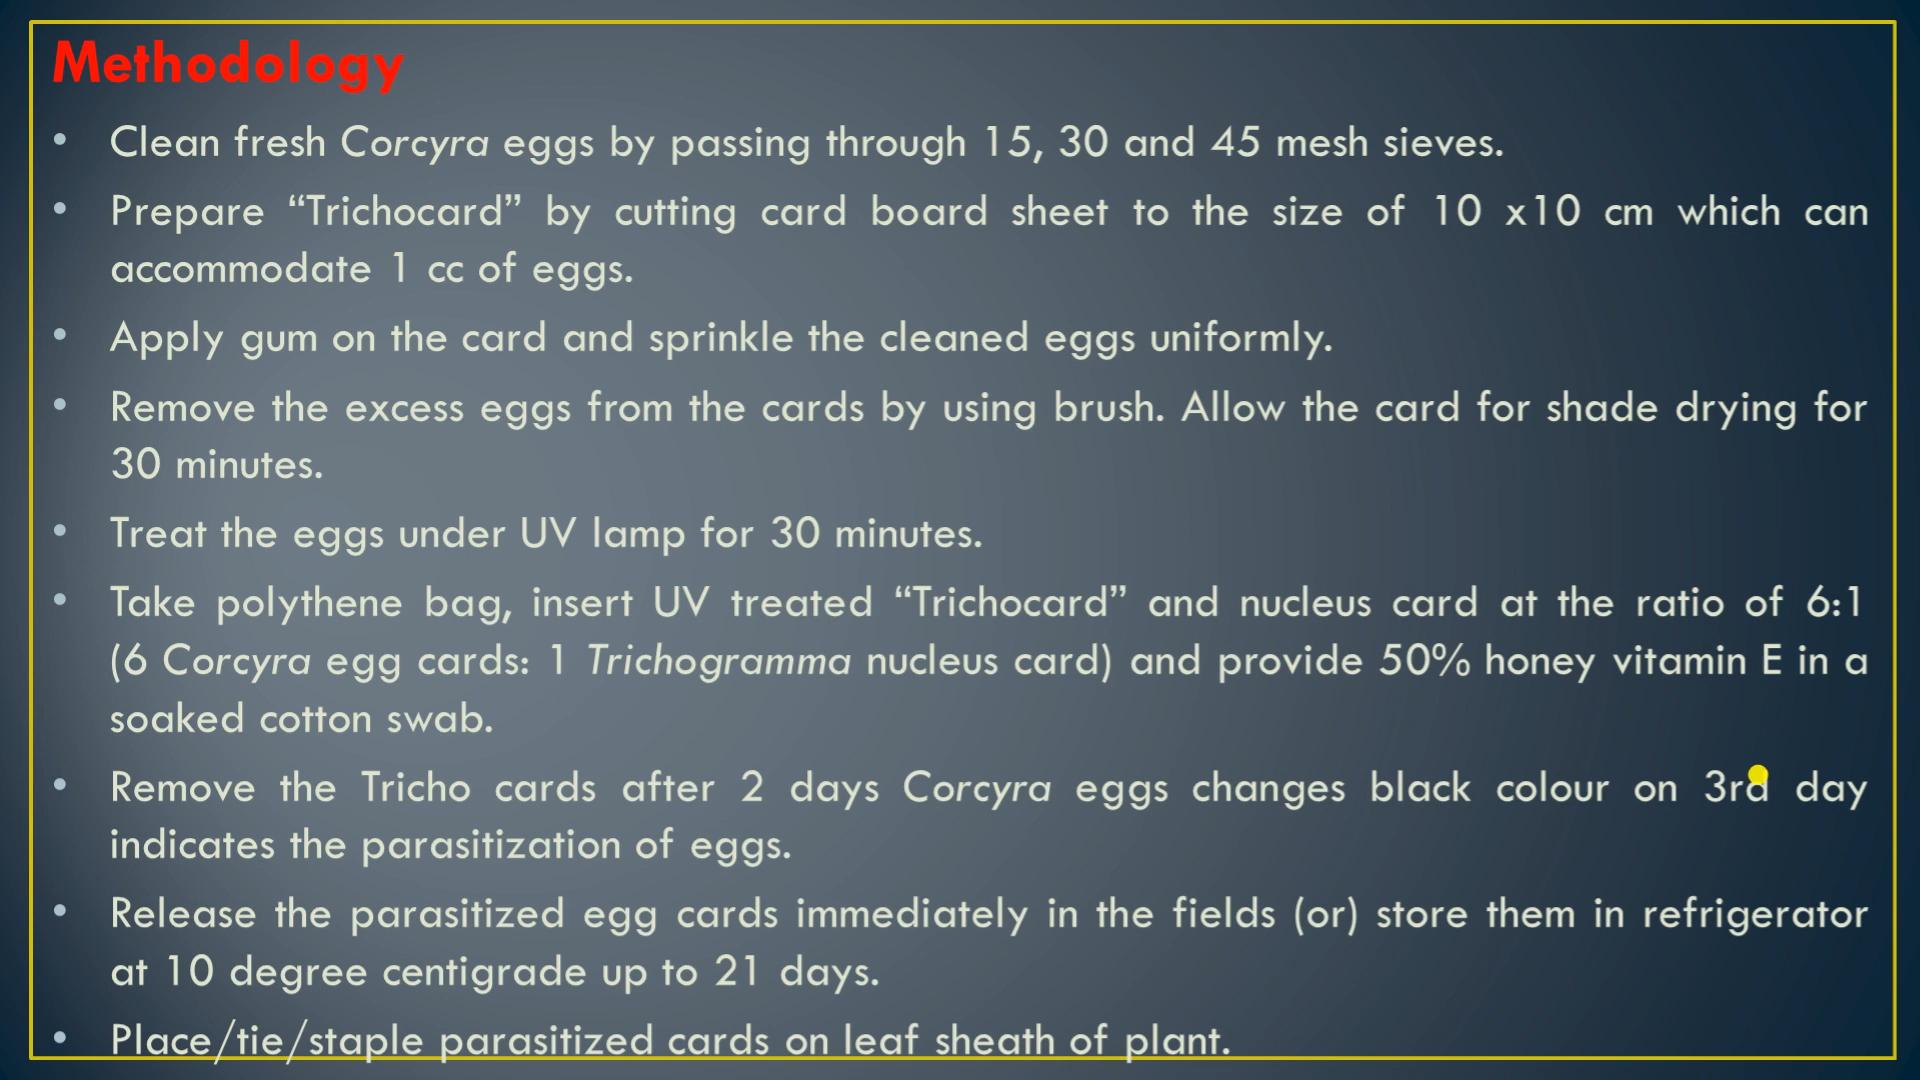 Methodology
• Clean fresh Corcyra eggs by passing through 15, 30 and 45 mesh sieves.
• Prepare “Trichocard” by cutting card board sheet to the size of 10 x10 cm which can
accommodate 1 cc of eggs.
• Apply gum on the card and sprinkle the cleaned eggs uniformly.
• Remove the excess eggs from the cards by using brush. Allow the card for shade drying for
30 minutes.
• Treat the eggs under UV lamp for 30 minutes.
• Take polythene bag, insert UV treated “Trichocard” and nucleus card at the ratio of 6:1
(6 Corcyra egg cards: 1 Trichogramma nucleus card) and provide 50% honey vitamin E in a
soaked cotton swab.
• Remove the Tricho cards after 2 days Corcyra eggs changes black colour on 3rd day
indicates the parasitization of eggs.
• Release the parasitized egg cards immediately in the fields (or) store them in refrigerator
at 10 degree centigrade up to 21 days.
• Place/tie/staple parasitized cards on leaf sheath of plant.